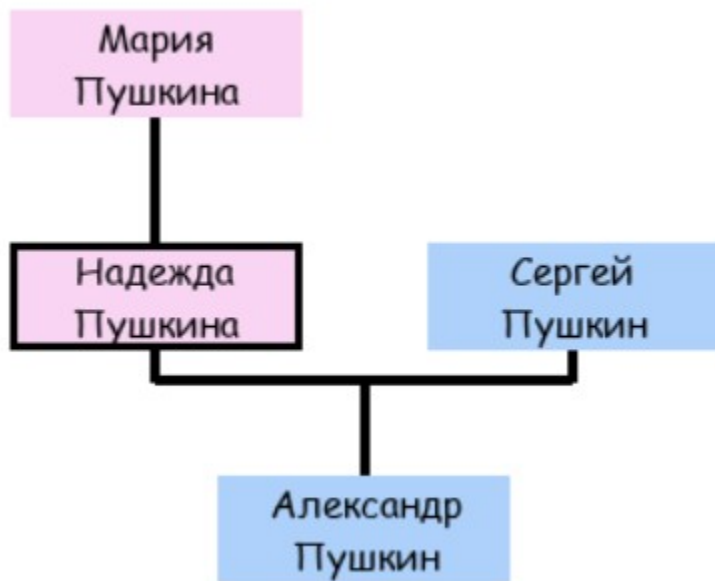 Мария
Пушкина
Надежда
Пушкина
Сергей
Пушкин
Александр
Пушкин